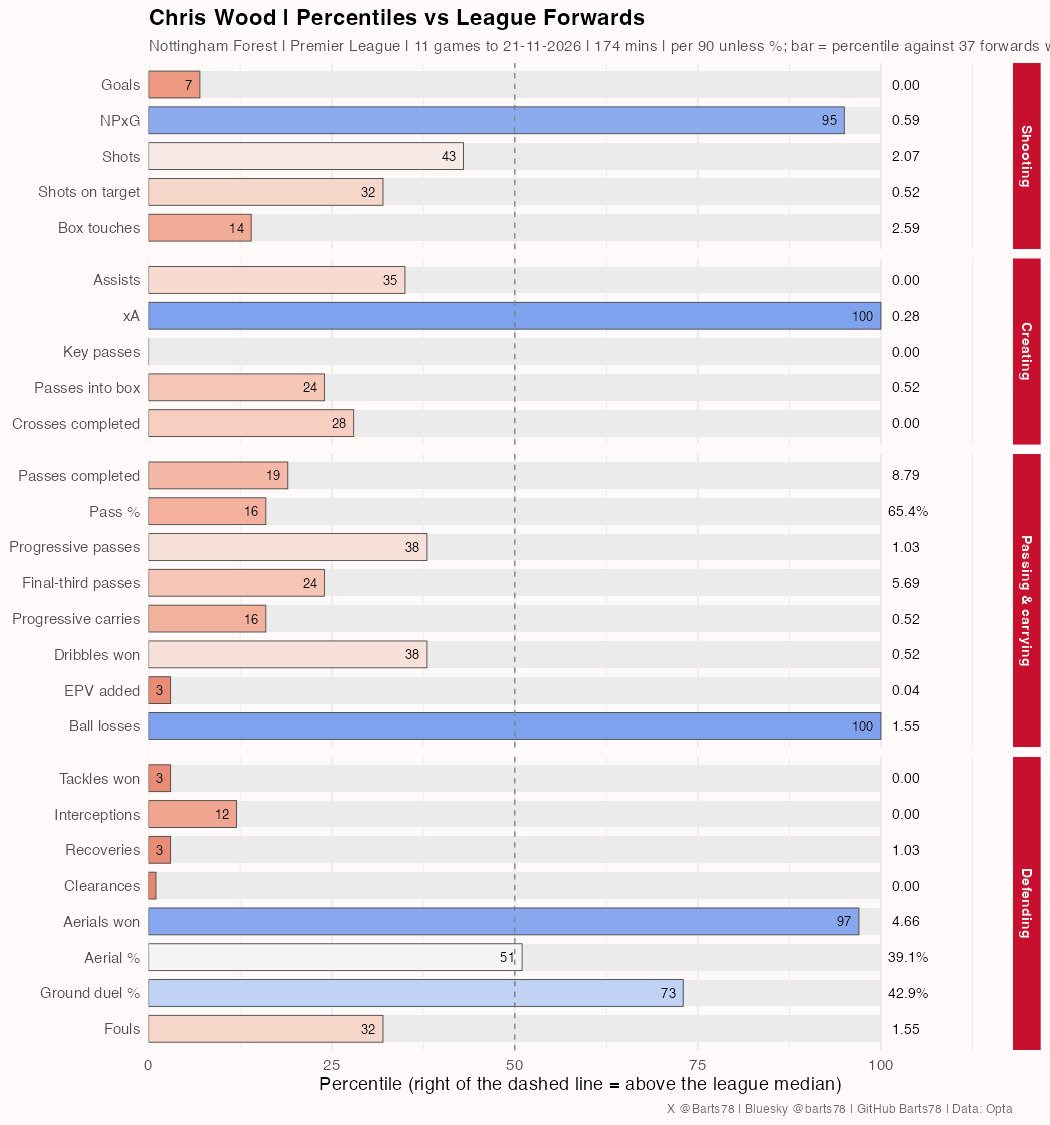 Chris Wood | Percentiles vs League Forwards
Nottingham Forest | Premier League | 11 games to 21-11-2026 | 174 mins | per 90 unless %; bar = percentile against 37 forwards
Goals 7 0.00
NPxG 95 0.59
Shots 43 2.07
Shots on target 32 0.52
Box touches 14 2.59
Shooting
Assists 35 0.00
xA 100 0.28
Key passes 0.00
Passes into box 24 0.52
Crosses completed 28 0.00
Creating
Passes completed 19 8.79
Pass % 16 65.4%
Progressive passes 38 1.03
Final-third passes 24 5.69
Progressive carries 16 0.52
Dribbles won 38 0.52
EPV added 3 0.04
Ball losses 100 1.55
Passing & carrying
Tackles won 3 0.00
Interceptions 12 0.00
Recoveries 3 1.03
Clearances 0.00
Aerials won 97 4.66
Aerial % 51 39.1%
Ground duel % 73 42.9%
Fouls 32 1.55
Defending
0 25 50 75 100
Percentile (right of the dashed line = above the league median)
X @Barts78 | Bluesky @barts78 | GitHub Barts78 | Data: Opta